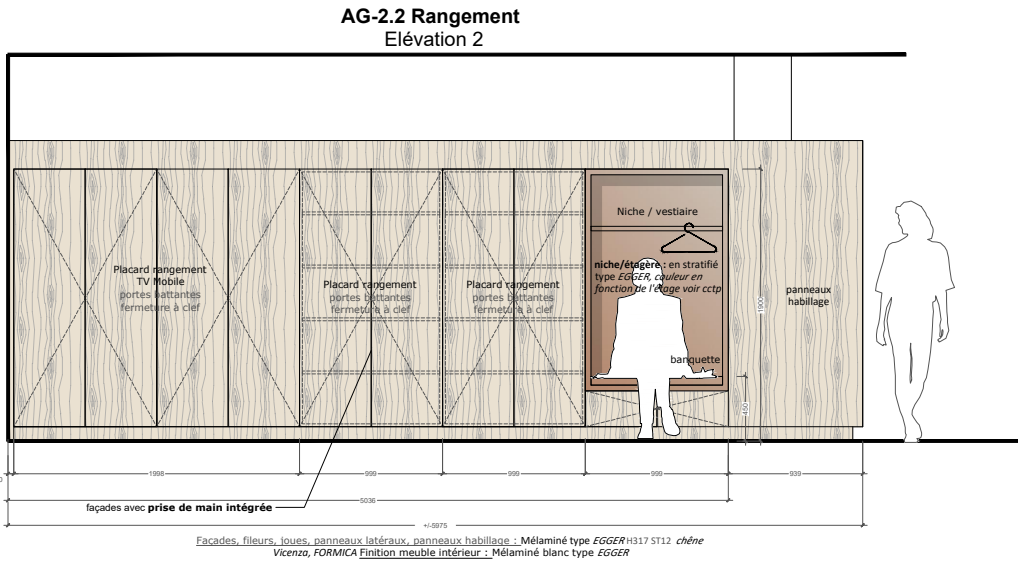 AG-2.2 Rangement
Elévation 2
Niche / vestiaire
niche/étagère : en stratifié
type EGGER, couleur en
fonction de l'étage voir cctp
Placard rangement
TV Mobile
portes battantes
fermeture à clef
Placard rangement
portes battantes
fermeture à clef
Placard rangement
portes battantes
fermeture à clef
panneaux
habillage
banquette
1900
450
1998
999
999
999
939
5036
façades avec prise de main intégrée
+/-5975
Façades, fileurs, joues, panneaux latéraux, panneaux habillage : Mélaminé type EGGER H317 ST12 chêne
Vicenza, FORMICA Finition meuble intérieur : Mélaminé blanc type EGGER